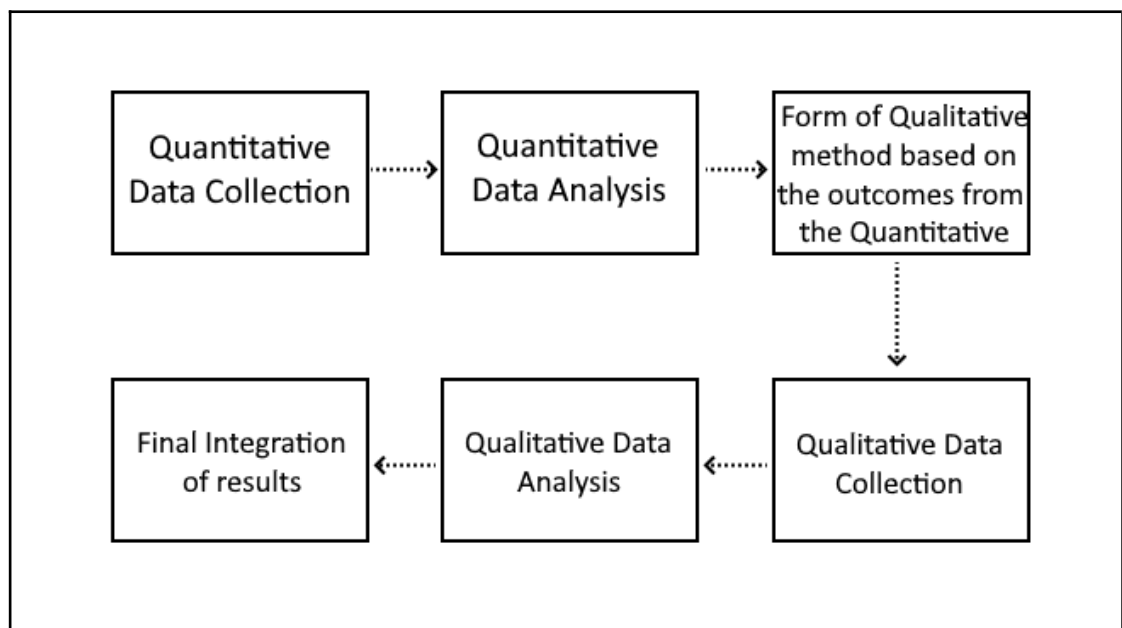 Quantitative
Data Collection
Quantitative
Data Analysis
Form of Qualitative
method based on
the outcomes from
the Quantitative
Final Integration
of results
Qualitative Data
Analysis
Qualitative Data
Collection